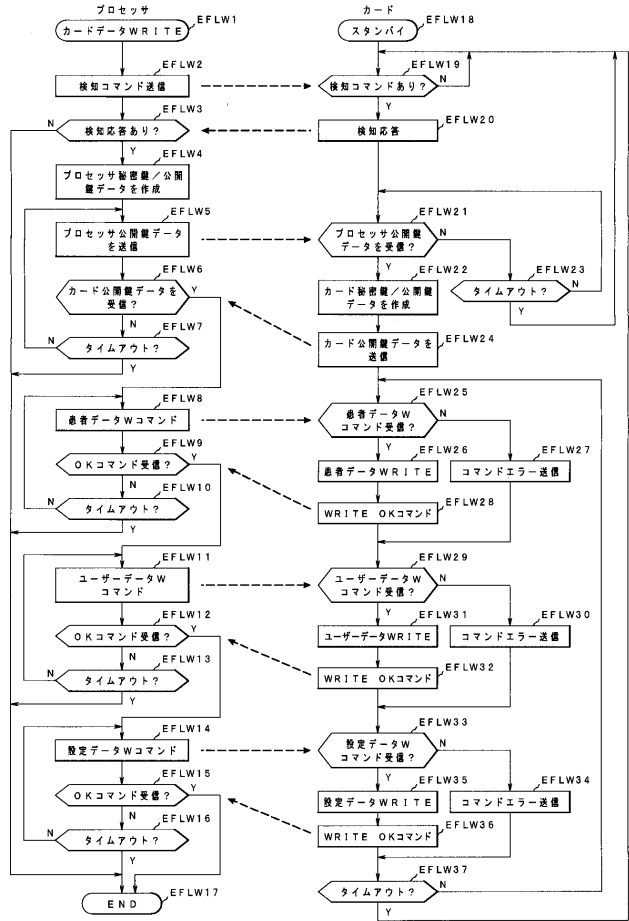 プロセッサ
カードデータWRITE
EFLW1
EFLW2
検知コマンド送信
EFLW3
検知応答あり?
N
Y
EFLW4
プロセッサ秘密鍵/公開
鍵データを作成
EFLW5
プロセッサ公開鍵データ
を送信
EFLW6
カード公開鍵データを
受信?
Y
N
EFLW7
タイムアウト?
N
Y
EFLW8
患者データWコマンド
EFLW9
OKコマンド受信?
Y
N
EFLW10
タイムアウト?
N
Y
EFLW11
ユーザーデータW
コマンド
EFLW12
OKコマンド受信?
Y
N
EFLW13
タイムアウト?
N
Y
EFLW14
設定データWコマンド
EFLW15
OKコマンド受信?
Y
N
EFLW16
タイムアウト?
N
Y
END
EFLW17
カード
スタンバイ
EFLW18
EFLW19
検知コマンドあり?
N
Y
検知応答
EFLW20
EFLW21
プロセッサ公開鍵
データを受信?
N
Y
EFLW22
カード秘密鍵/公開鍵
データを作成
EFLW23
タイムアウト?
N
Y
カード公開鍵データを
送信
EFLW24
EFLW25
患者データW
コマンド受信?
N
Y
EFLW26
患者データWRITE
EFLW27
コマンドエラー送信
EFLW28
WRITE OKコマンド
EFLW29
ユーザーデータW
コマンド受信?
N
Y
EFLW31
ユーザーデータWRITE
EFLW30
コマンドエラー送信
EFLW32
WRITE OKコマンド
EFLW33
設定データW
コマンド受信?
N
Y
EFLW35
設定データWRITE
EFLW34
コマンドエラー送信
EFLW36
WRITE OKコマンド
EFLW37
タイムアウト?
N
Y